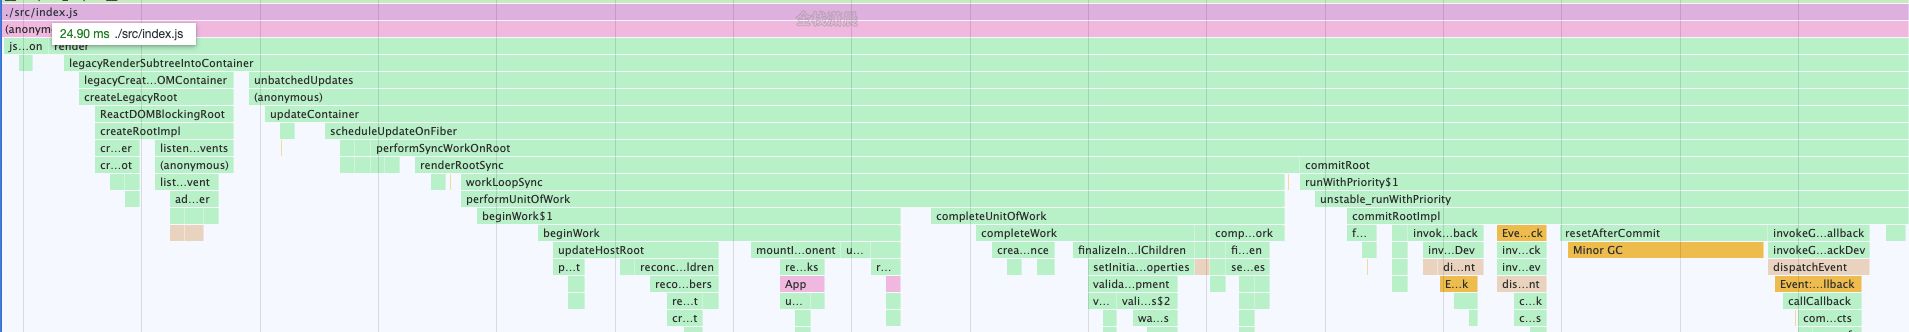 ./src/index.js
全栈潇晨
(anonym
24.90 ms ./src/index.js
js...on render
legacyRenderSubtreeIntoContainer
legacyCreat...OMContainer unbatchedUpdates
createLegacyRoot (anonymous)
ReactDOMBlockingRoot updateContainer
createRootImpl scheduleUpdateOnFiber
cr...er listen...vents performSyncWorkOnRoot
cr...ot (anonymous) renderRootSync commitRoot
list...vent workLoopSync runWithPriority$1
ad...er performUnitOfWork unstable_runWithPriority
beginWork$1 completeUnitOfWork commitRootImpl
beginWork completeWork comp...ork f... invok...back Eve...ck resetAfterCommit invokeG...allback
updateHostRoot mountI...onent u... crea...nce finalizeIn...lChildren fi...en inv...Dev inv...ck Minor GC invokeG...ackDev
p...t reconc...ldren re...ks r... setInitia...operties se...es di...nt inv...ev dispatchEvent
reco...bers App valida...pment E...k dis...nt Event:...llback
re...t u... v... vali...s$2 c...k callCallback
cr...t wa...s c...s com...cts